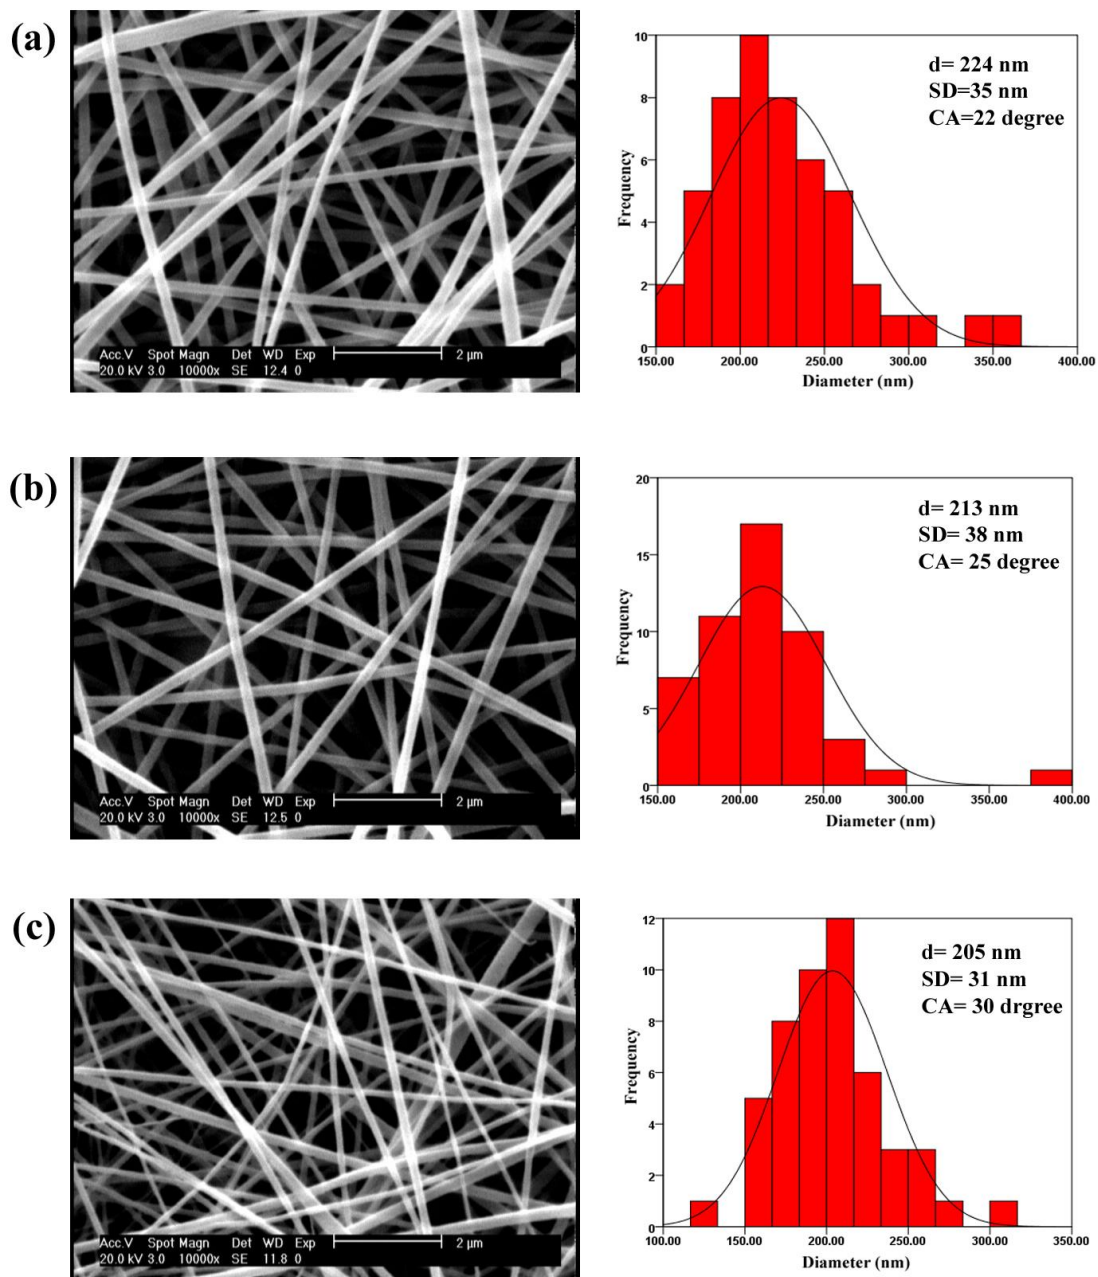 (a)
Acc.V Spot Magn Det WD Exp 2 μm
20.0 kV 3.0 10000x SE 12.4 0
10
8
6
4
2
0
Frequency
d= 224 nm
SD=35 nm
CA=22 degree
150.00 200.00 250.00 300.00 350.00 400.00
Diameter (nm)
(b)
Acc.V Spot Magn Det WD Exp 2 μm
20.0 kV 3.0 10000x SE 12.5 0
20
15
10
5
0
Frequency
d= 213 nm
SD= 38 nm
CA= 25 degree
150.00 200.00 250.00 300.00 350.00 400.00
Diameter (nm)
(c)
Acc.V Spot Magn Det WD Exp 2 μm
20.0 kV 3.0 10000x SE 11.8 0
12
10
8
6
4
2
0
Frequency
d= 205 nm
SD= 31 nm
CA= 30 drgree
100.00 150.00 200.00 250.00 300.00 350.00
Diameter (nm)